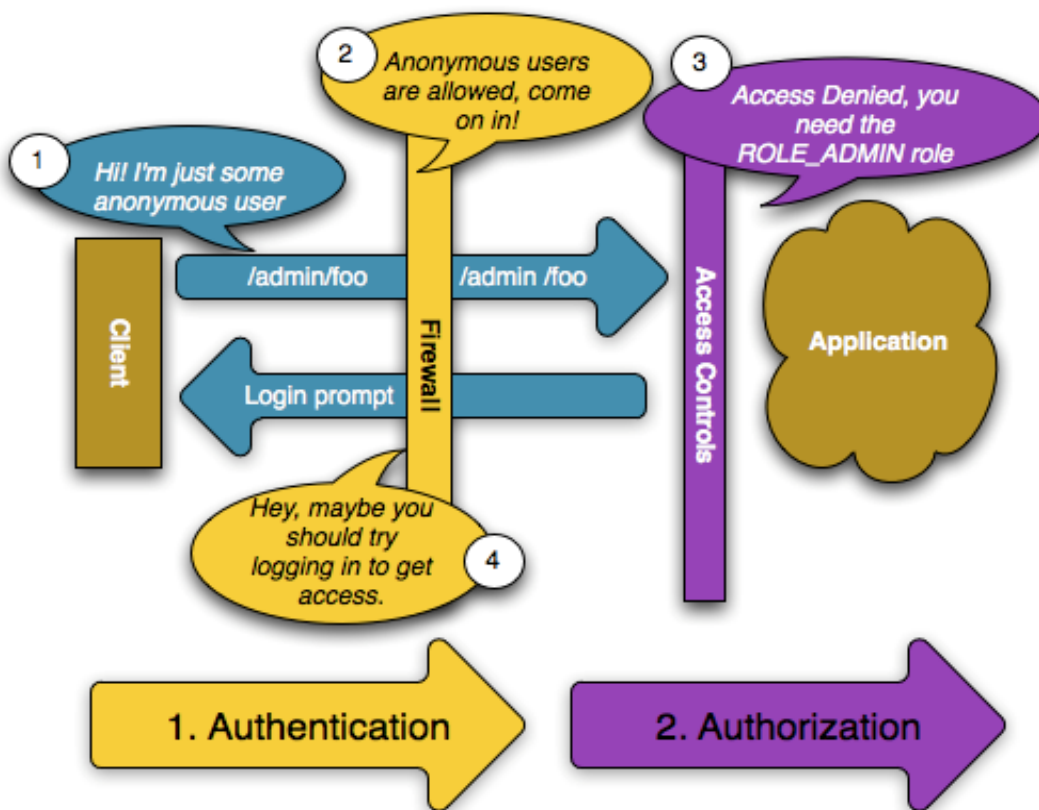 1
Hi! I'm just some
anonymous user
2
Anonymous users
are allowed, come
on in!
3
Access Denied, you
need the
ROLE_ADMIN role
/admin/foo
/admin /foo
Client
Firewall
Access Controls
Application
Login prompt
Hey, maybe you
should try
logging in to get
access.
4
1. Authentication
2. Authorization